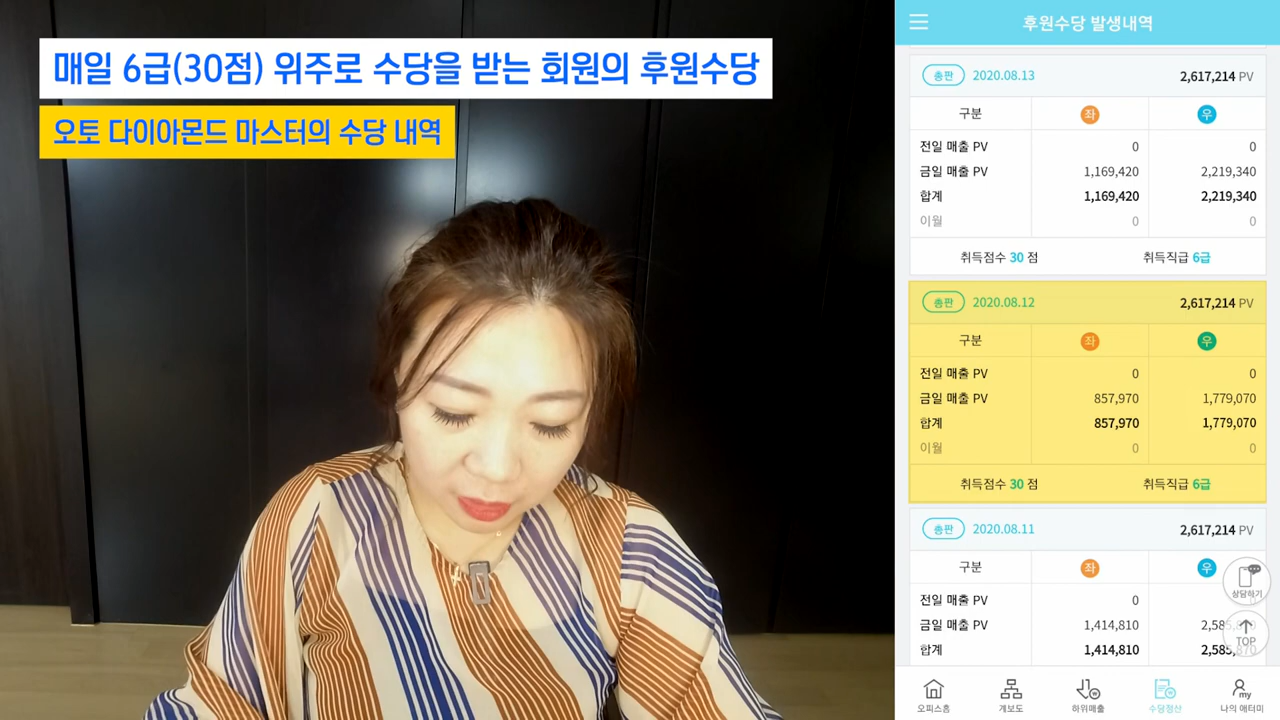 매일 6급(30점) 위주로 수당을 받는 회원의 후원수당
오토 다이아몬드 마스터의 수당 내역
후원수당 발생내역
총판 2020.08.13 2,617,214 PV
구분 좌 우
전일 매출 PV 0 0
금일 매출 PV 1,169,420 2,219,340
합계 1,169,420 2,219,340
이월 0 0
취득점수 30 점 취득직급 6급
총판 2020.08.12 2,617,214 PV
구분 좌 우
전일 매출 PV 0 0
금일 매출 PV 857,970 1,779,070
합계 857,970 1,779,070
이월 0 0
취득점수 30 점 취득직급 6급
총판 2020.08.11 2,617,214 PV
구분 좌 우
전일 매출 PV 0 0
상담하기
금일 매출 PV 1,414,810
TOP
합계 1,414,810 2,585,870
오피스홈 계보도 하위매출 수당정산 나의 애터미
my